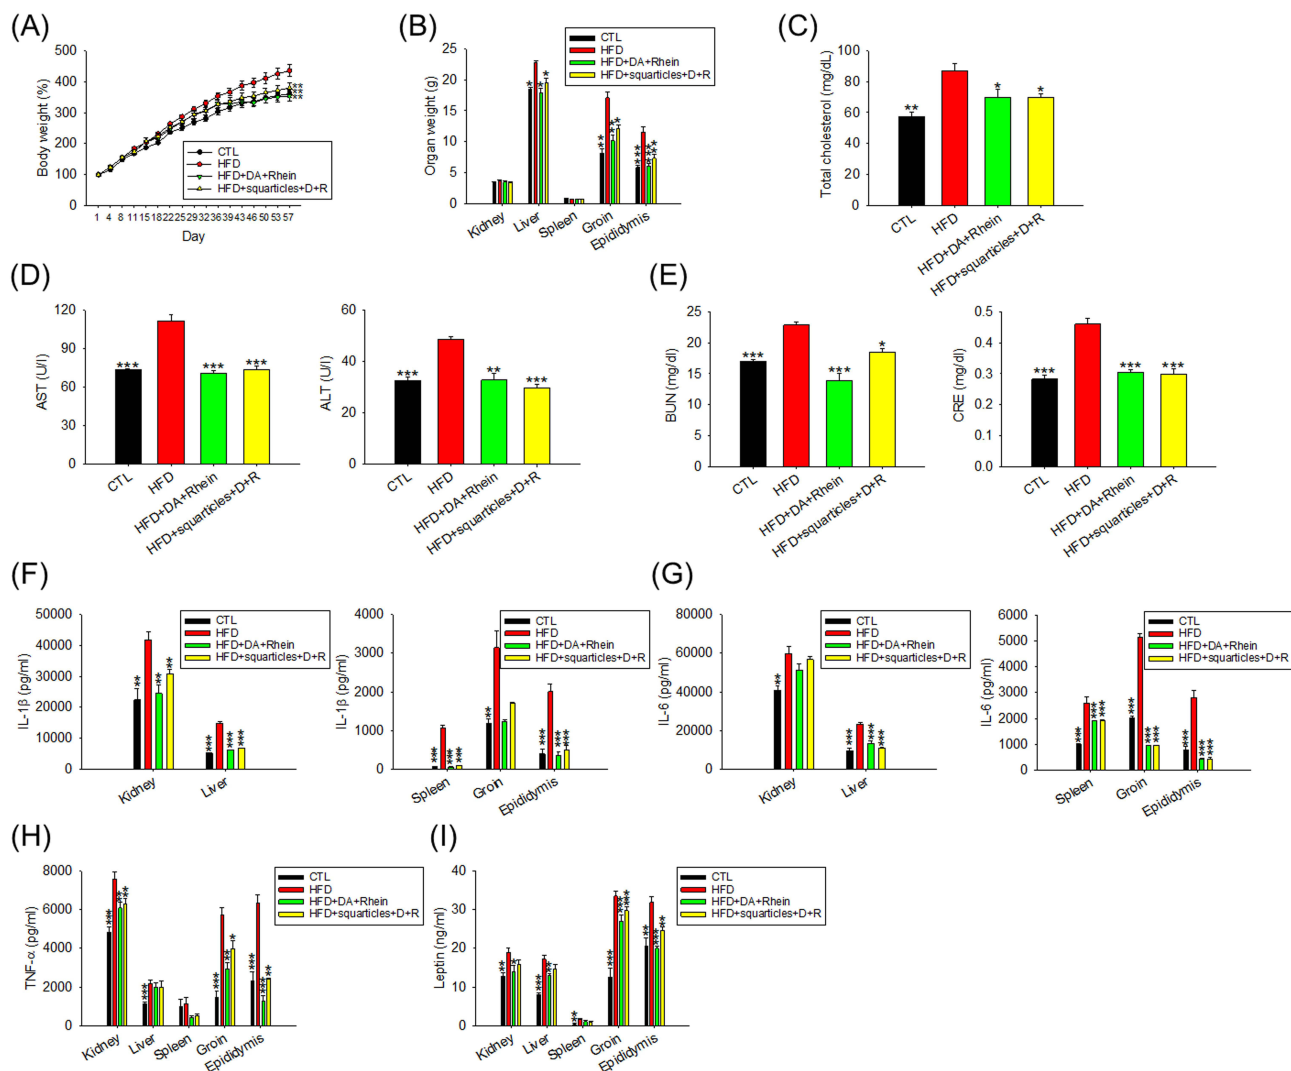 (A)
Body weight (%)
500
400
300
200
100
0
CTL
HFD
HFD+DA+Rhein
HFD+squarticles+D+R
**
**
**
1 4 8 11 15 18 22 25 29 32 36 39 43 46 50 53 57
Day
(B)
Organ weight (g)
25
20
15
10
5
0
CTL
HFD
HFD+DA+Rhein
HFD+squarticles+D+R
Kidney
Liver
Spleen
Groin
Epididymis
(C)
Total cholesterol (mg/dL)
100
80
60
40
20
0
**
*
*
CTL
HFD
HFD+DA+Rhein
HFD+squarticles+D+R
(D)
AST (U/l)
120
90
60
30
0
***
***
***
CTL
HFD
HFD+DA+Rhein
HFD+squarticles+D+R
ALT (U/l)
60
40
20
0
***
**
***
CTL
HFD
HFD+DA+Rhein
HFD+squarticles+D+R
(E)
BUN (mg/dl)
25
20
15
10
5
0
***
***
*
CTL
HFD
HFD+DA+Rhein
HFD+squarticles+D+R
CRE (mg/dl)
0.5
0.4
0.3
0.2
0.1
0.0
***
***
***
CTL
HFD
HFD+DA+Rhein
HFD+squarticles+D+R
(F)
IL-1β (pg/ml)
50000
40000
30000
20000
10000
0
CTL
HFD
HFD+DA+Rhein
HFD+squarticles+D+R
Kidney
Liver
IL-1β (pg/ml)
4000
3000
2000
1000
0
CTL
HFD
HFD+DA+Rhein
HFD+squarticles+D+R
Spleen
Groin
Epididymis
(G)
IL-6 (pg/ml)
80000
60000
40000
20000
0
CTL
HFD
HFD+DA+Rhein
HFD+squarticles+D+R
Kidney
Liver
IL-6 (pg/ml)
6000
5000
4000
3000
2000
1000
0
CTL
HFD
HFD+DA+Rhein
HFD+squarticles+D+R
Spleen
Groin
Epididymis
(H)
TNF-α (pg/ml)
8000
6000
4000
2000
0
CTL
HFD
HFD+DA+Rhein
HFD+squarticles+D+R
Kidney
Liver
Spleen
Groin
Epididymis
(I)
Leptin (ng/ml)
40
30
20
10
0
CTL
HFD
HFD+DA+Rhein
HFD+squarticles+D+R
Kidney
Liver
Spleen
Groin
Epididymis